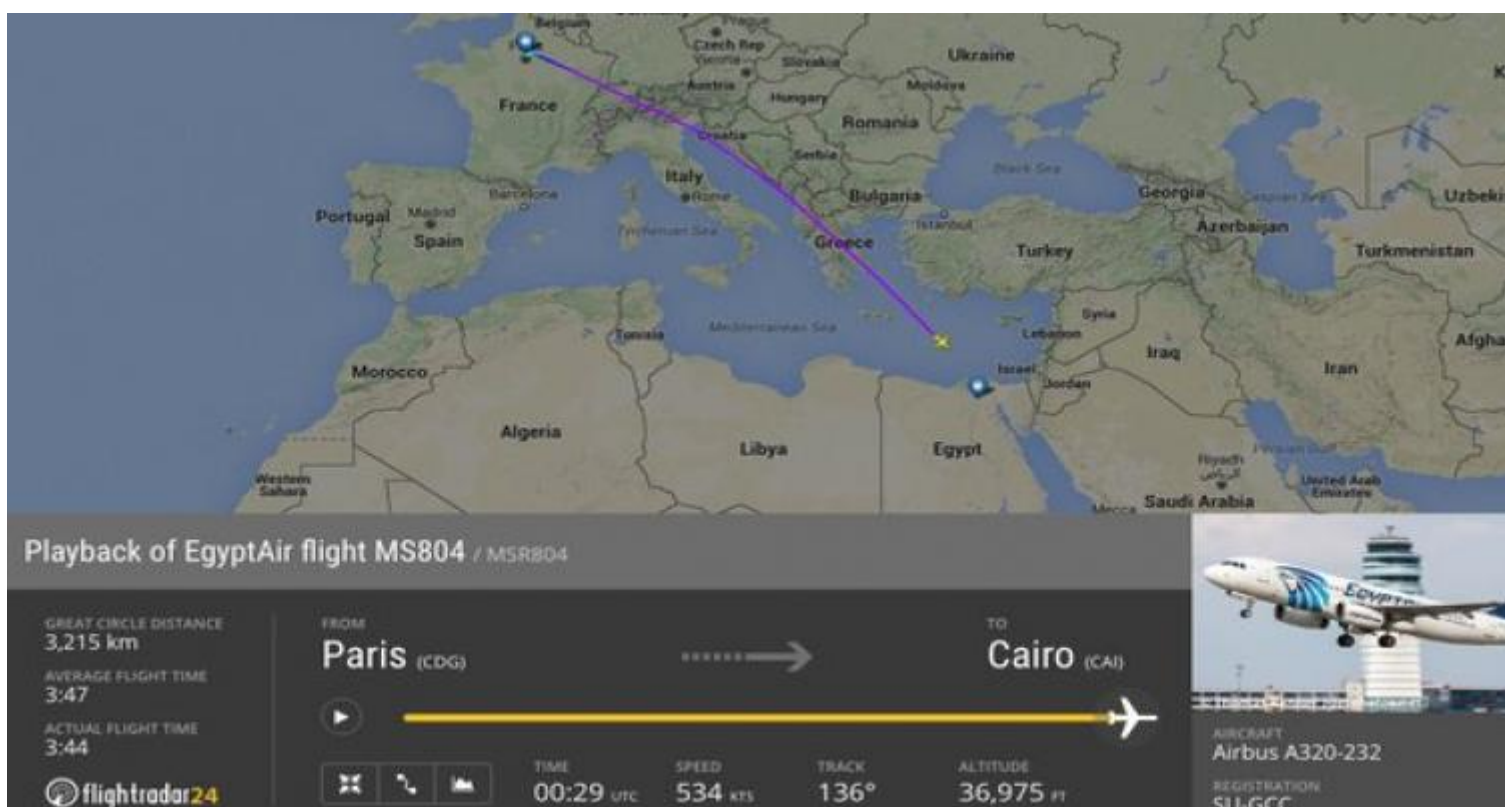 Belgium
Prague
Czech Rep
Ukraine
Vienna
Slovakia
Austria
Hungary
Moldova
France
Romania
Croatia
Serbia
Italy
Rome
Bulgaria
Black Sea
Georgia
Caspian Sea
Barcelona
Portugal
Madrid
Spain
Tyrrhenian Sea
Istanbul
Azerbaijan
Greece
Turkey
Turkmenistan
Mediterranean Sea
Syria
Lebanon
Tunisia
Iraq
Iran
Morocco
Israel
Jordan
Algeria
Libya
Egypt
Persian Gulf
Riyadh
الرياض
Western
Sahara
United Arab
Emirates
Mecca
Saudi Arabia
Playback of EgyptAir flight MS804 / MSR804
GREAT CIRCLE DISTANCE
3,215 km
AVERAGE FLIGHT TIME
3:47
ACTUAL FLIGHT TIME
3:44
flightradar24
FROM
Paris (CDG)
TO
Cairo (CAI)
TIME
00:29 UTC
SPEED
534 KTS
TRACK
136°
ALTITUDE
36,975 FT
EGYPTA
AIRCRAFT
Airbus A320-232
REGISTRATION
SU-GCC